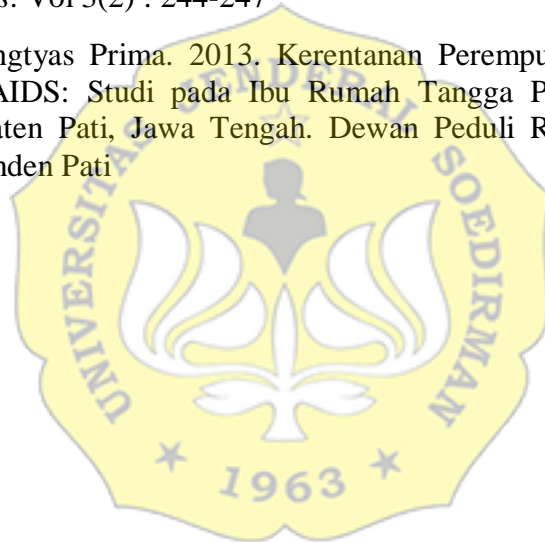 s. Vol 3(2) : 244-247
ngtyas Prima. 2013. Kerentanan Peremp
AIDS: Studi pada Ibu Rumah Tangga P
aten Pati, Jawa Tengah. Dewan Peduli R
nden Pati
UNIVERSITAS JENDERAL SOEDIRMAN
1963